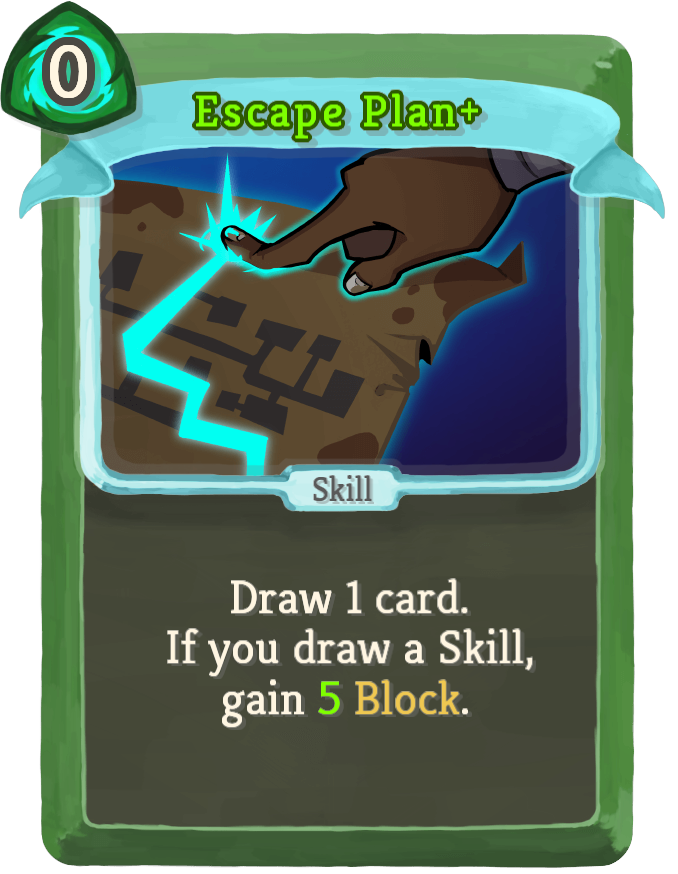 0
Escape Plan+
Skill
Draw 1 card.
If you draw a Skill,
gain 5 Block.